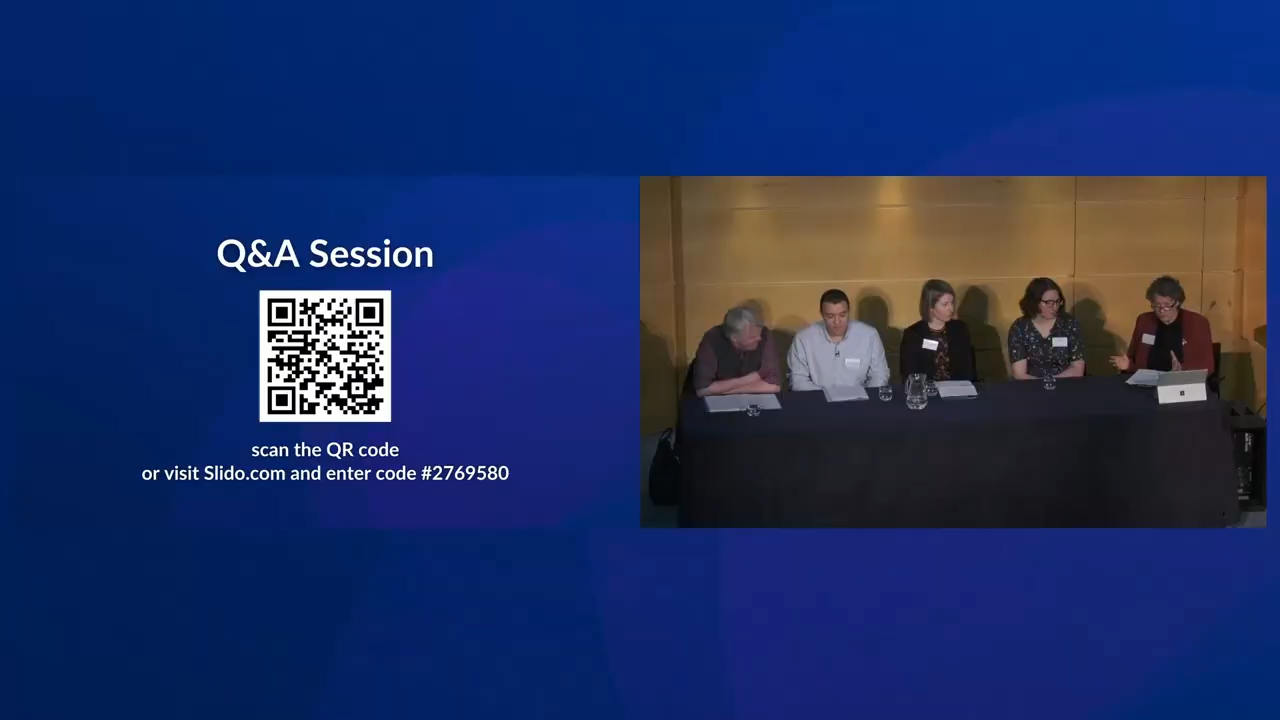 Q&A Session
scan the QR code
or visit Slido.com and enter code #2769580